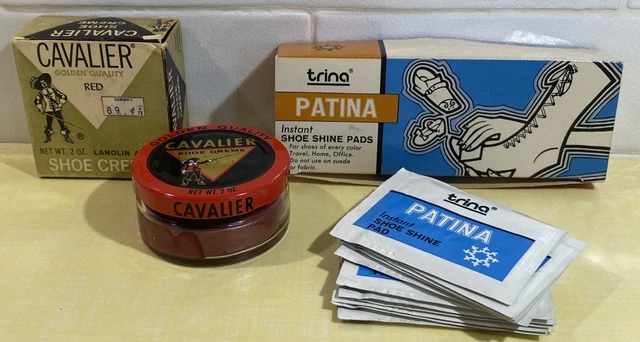 SHOE
CREME
CAVALIER®
GOLDEN QUALITY
RED
89.¢
®
NET WT. 2 OZ. LANOLIN
SHOE CRE
GOLDEN QUALITY
CAVALIER
SHOE CREME
NET WT. 2 OZ.
CAVALIER
trina®
PATINA
Instant
SHOE SHINE PADS
For shoes of every color
Travel, Home, Office.
Do not use on suede
or fabric.
trina®
PATINA
Instant
SHOE SHINE
PAD